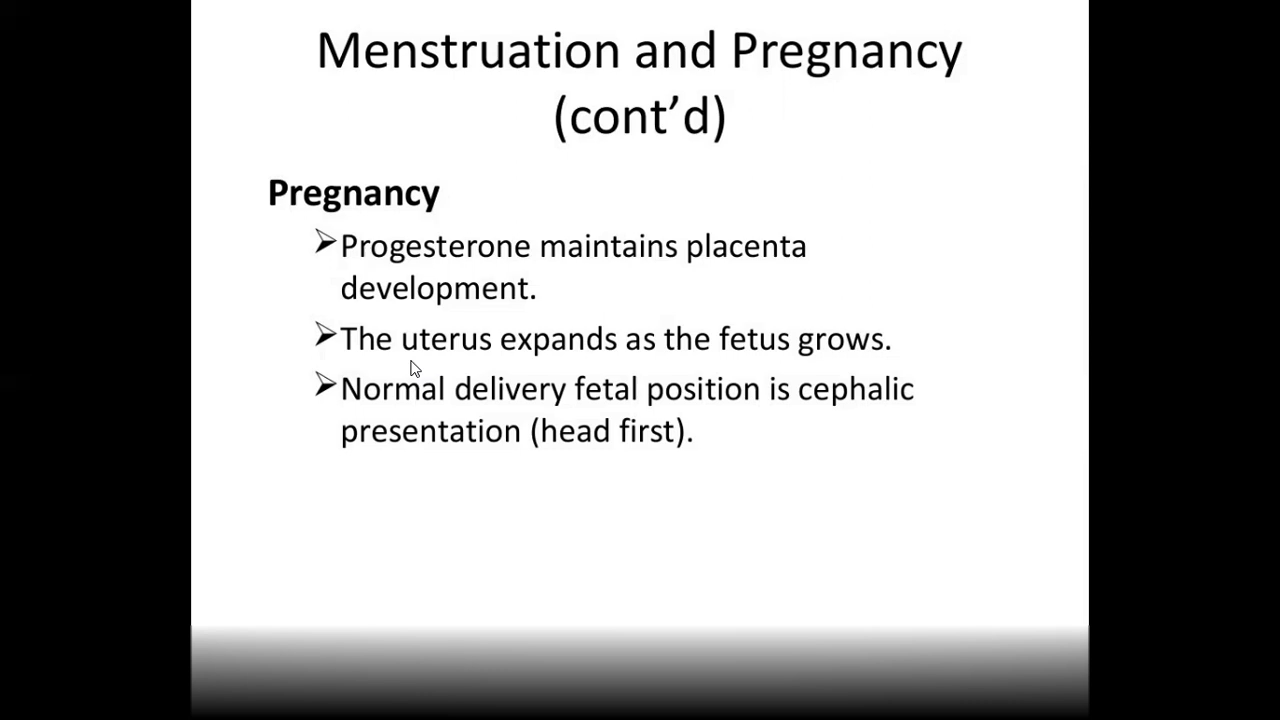 Menstruation and Pregnancy
(cont’d)
Pregnancy
➢Progesterone maintains placenta
development.
➢The uterus expands as the fetus grows.
➢Normal delivery fetal position is cephalic
presentation (head first).